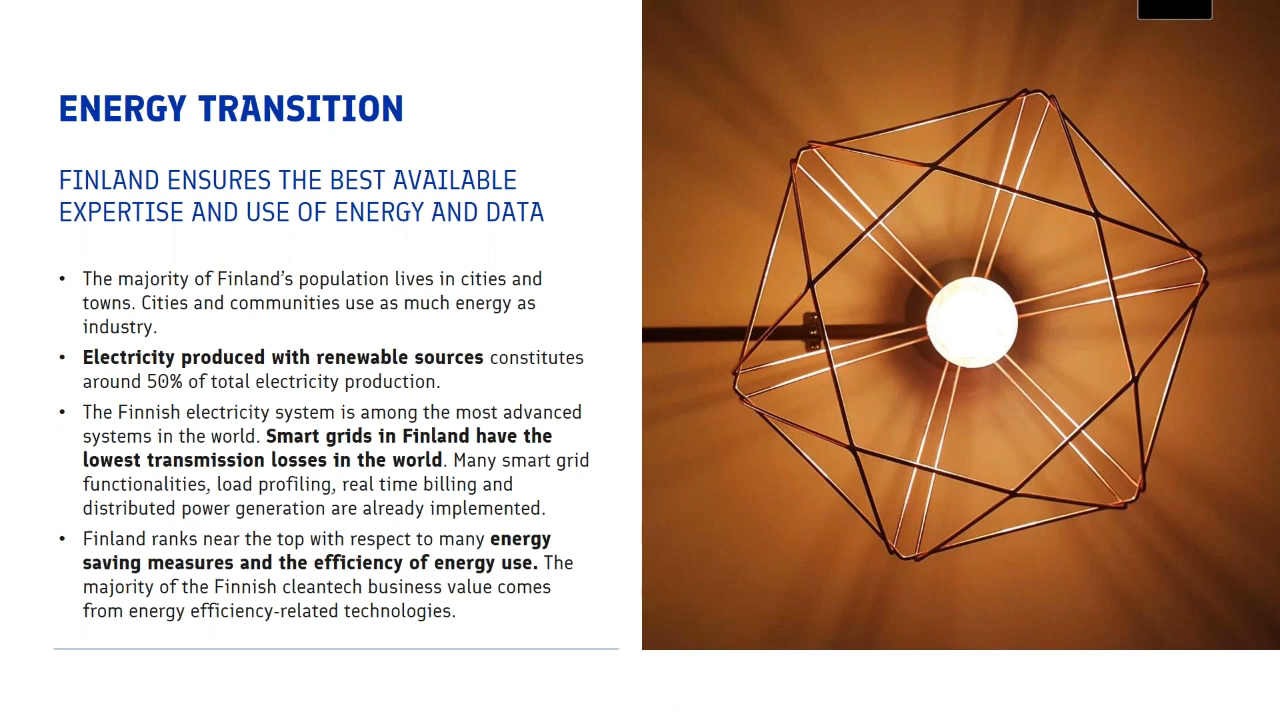 ENERGY TRANSITION
FINLAND ENSURES THE BEST AVAILABLE
EXPERTISE AND USE OF ENERGY AND DATA
• The majority of Finland’s population lives in cities and
towns. Cities and communities use as much energy as
industry.
• Electricity produced with renewable sources constitutes
around 50% of total electricity production.
• The Finnish electricity system is among the most advanced
systems in the world. Smart grids in Finland have the
lowest transmission losses in the world. Many smart grid
functionalities, load profiling, real time billing and
distributed power generation are already implemented.
• Finland ranks near the top with respect to many energy
saving measures and the efficiency of energy use. The
majority of the Finnish cleantech business value comes
from energy efficiency-related technologies.